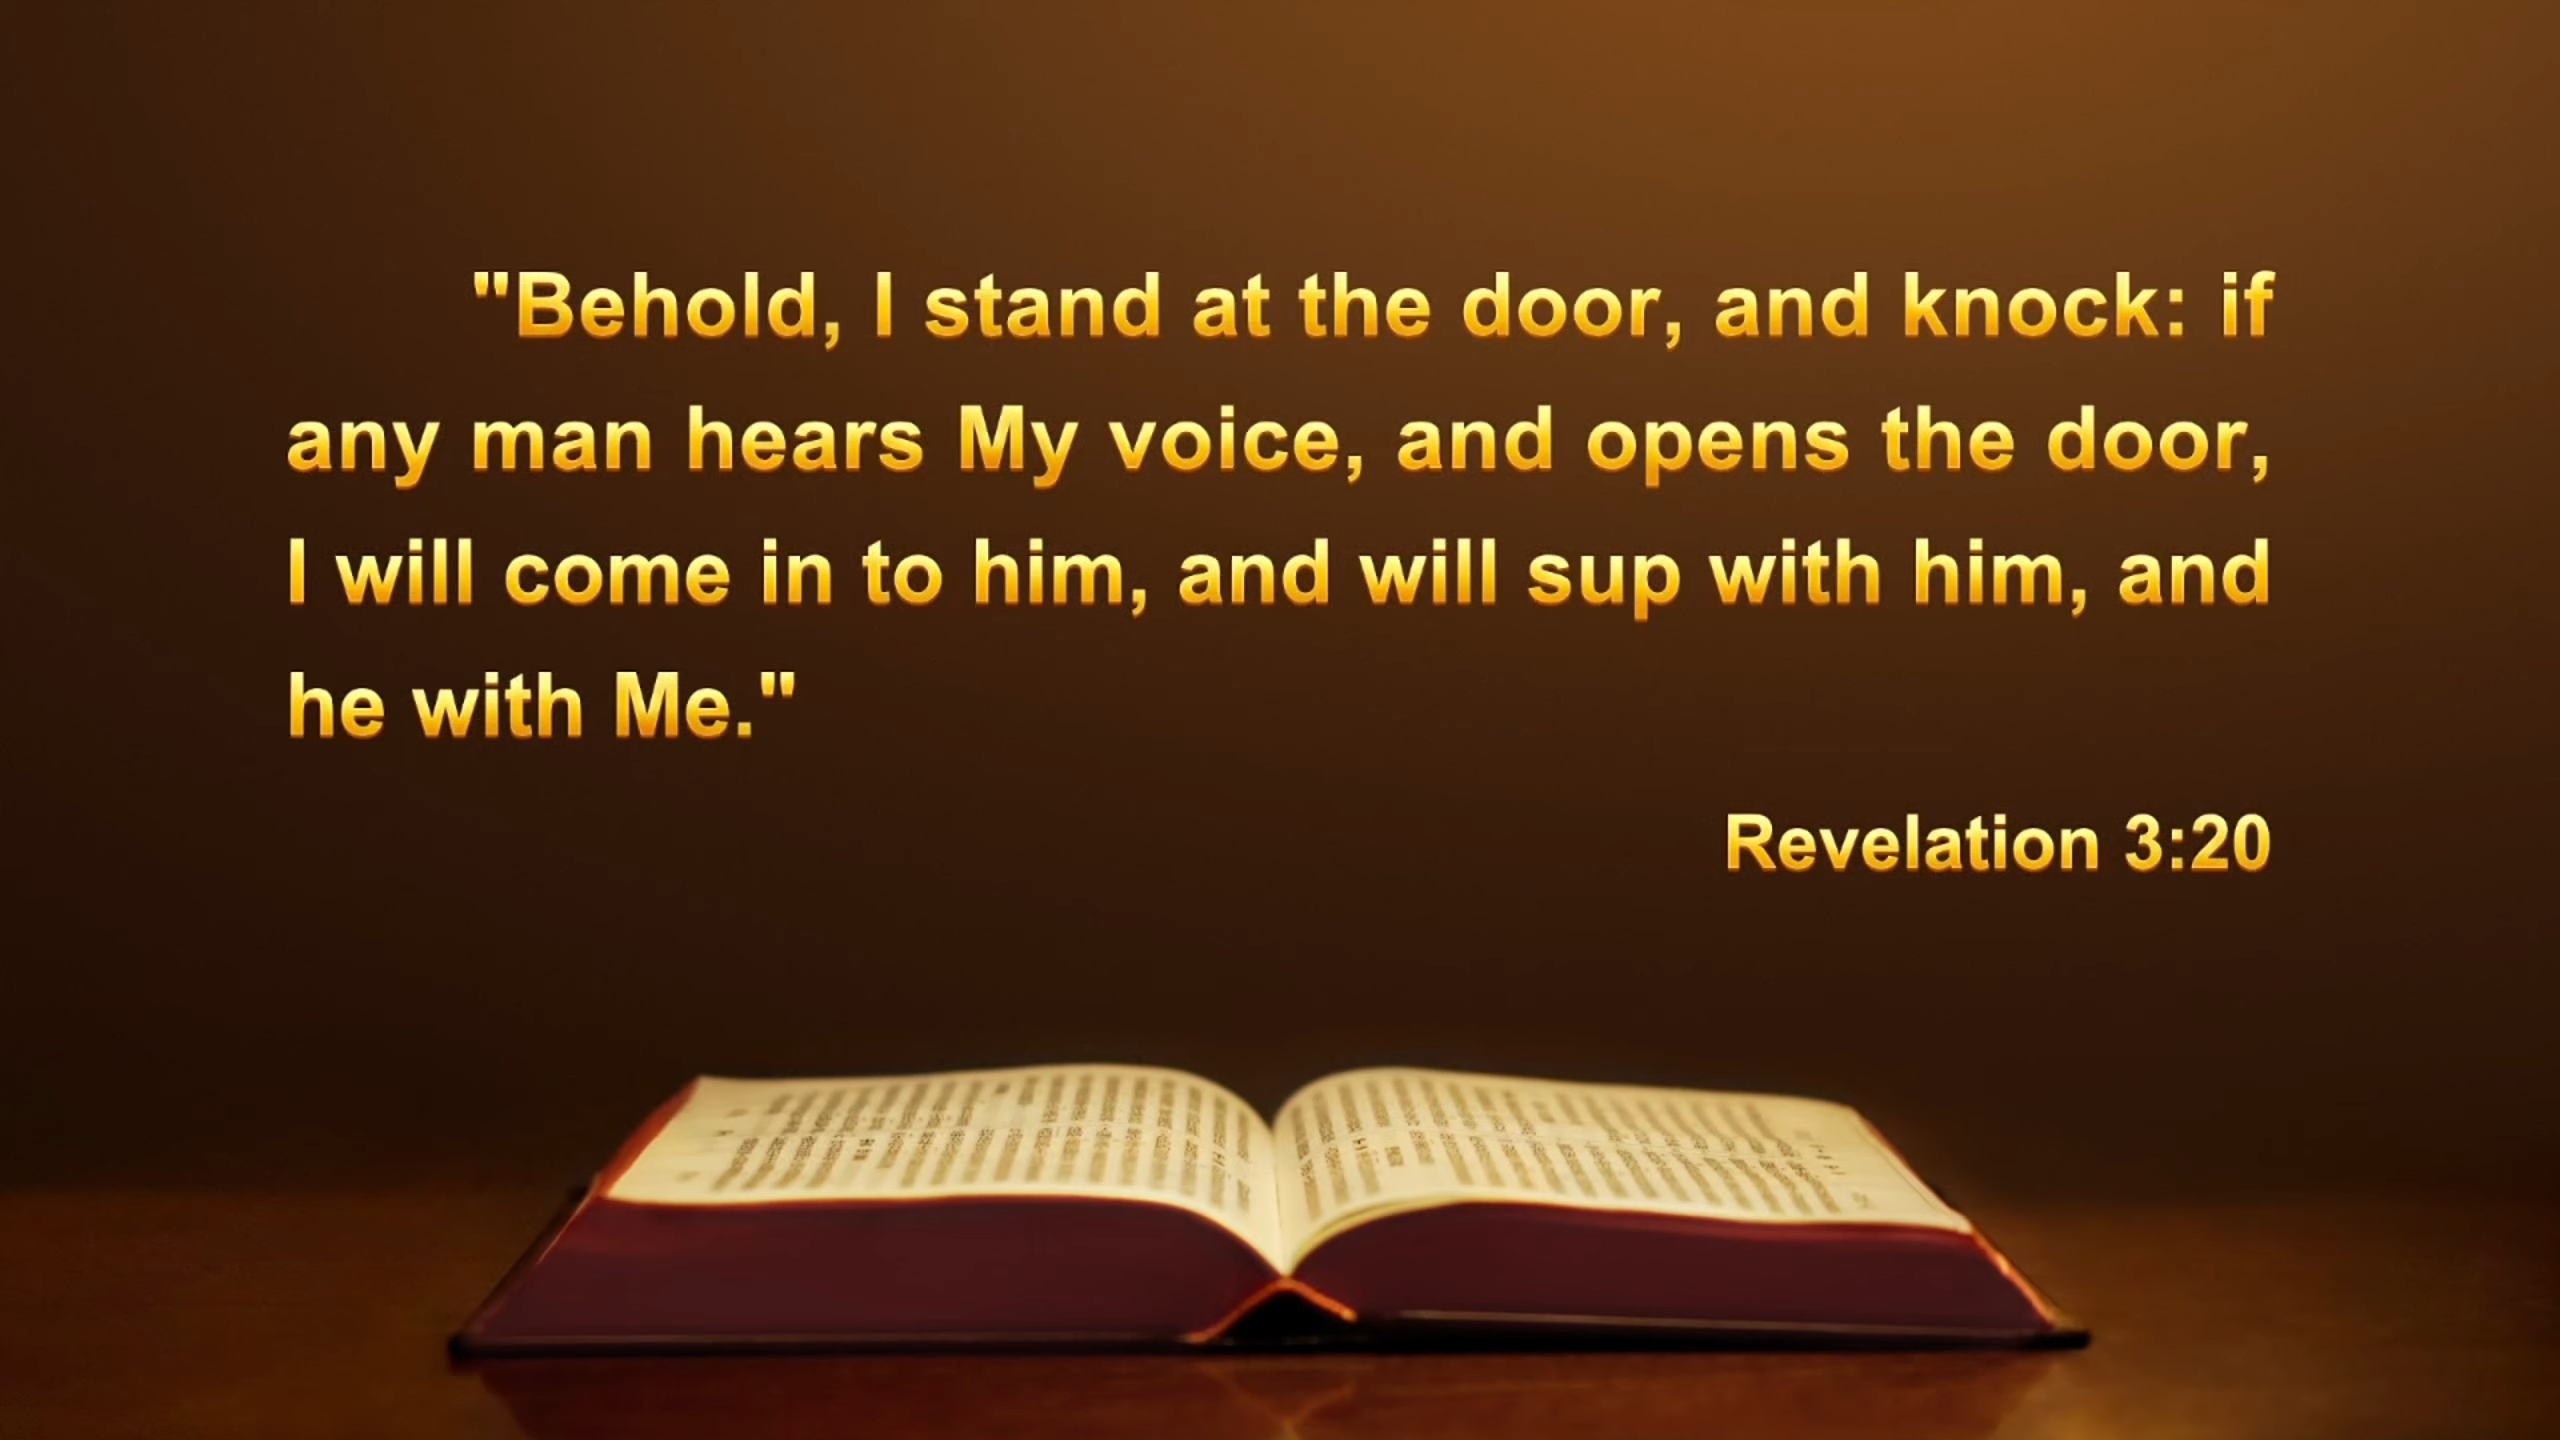 "Behold, I stand at the door, and knock: if
any man hears My voice, and opens the door,
I will come in to him, and will sup with him, and
he with Me."
Revelation 3:20